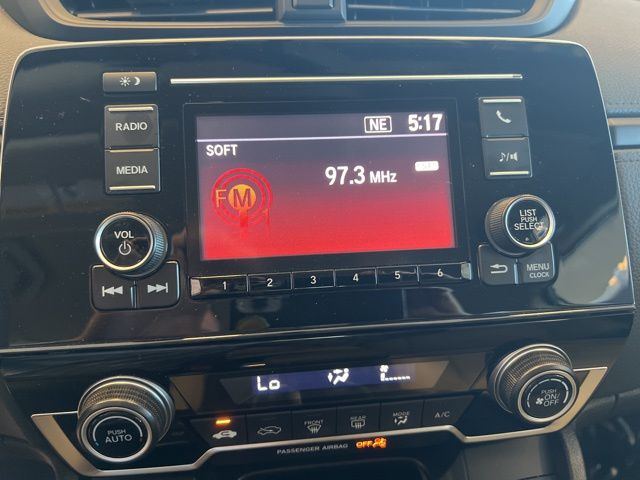 NE 5:17
SOFT
RADIO
97.3 MHz
FM
MEDIA
VOL
LIST
PUSH
SELECT
MENU
CLOCK
1 2 3 4 5 6
Lo
PUSH
AUTO
FRONT
REAR
MODE
A/C
PUSH
ON/
OFF
PASSENGER AIRBAG OFF